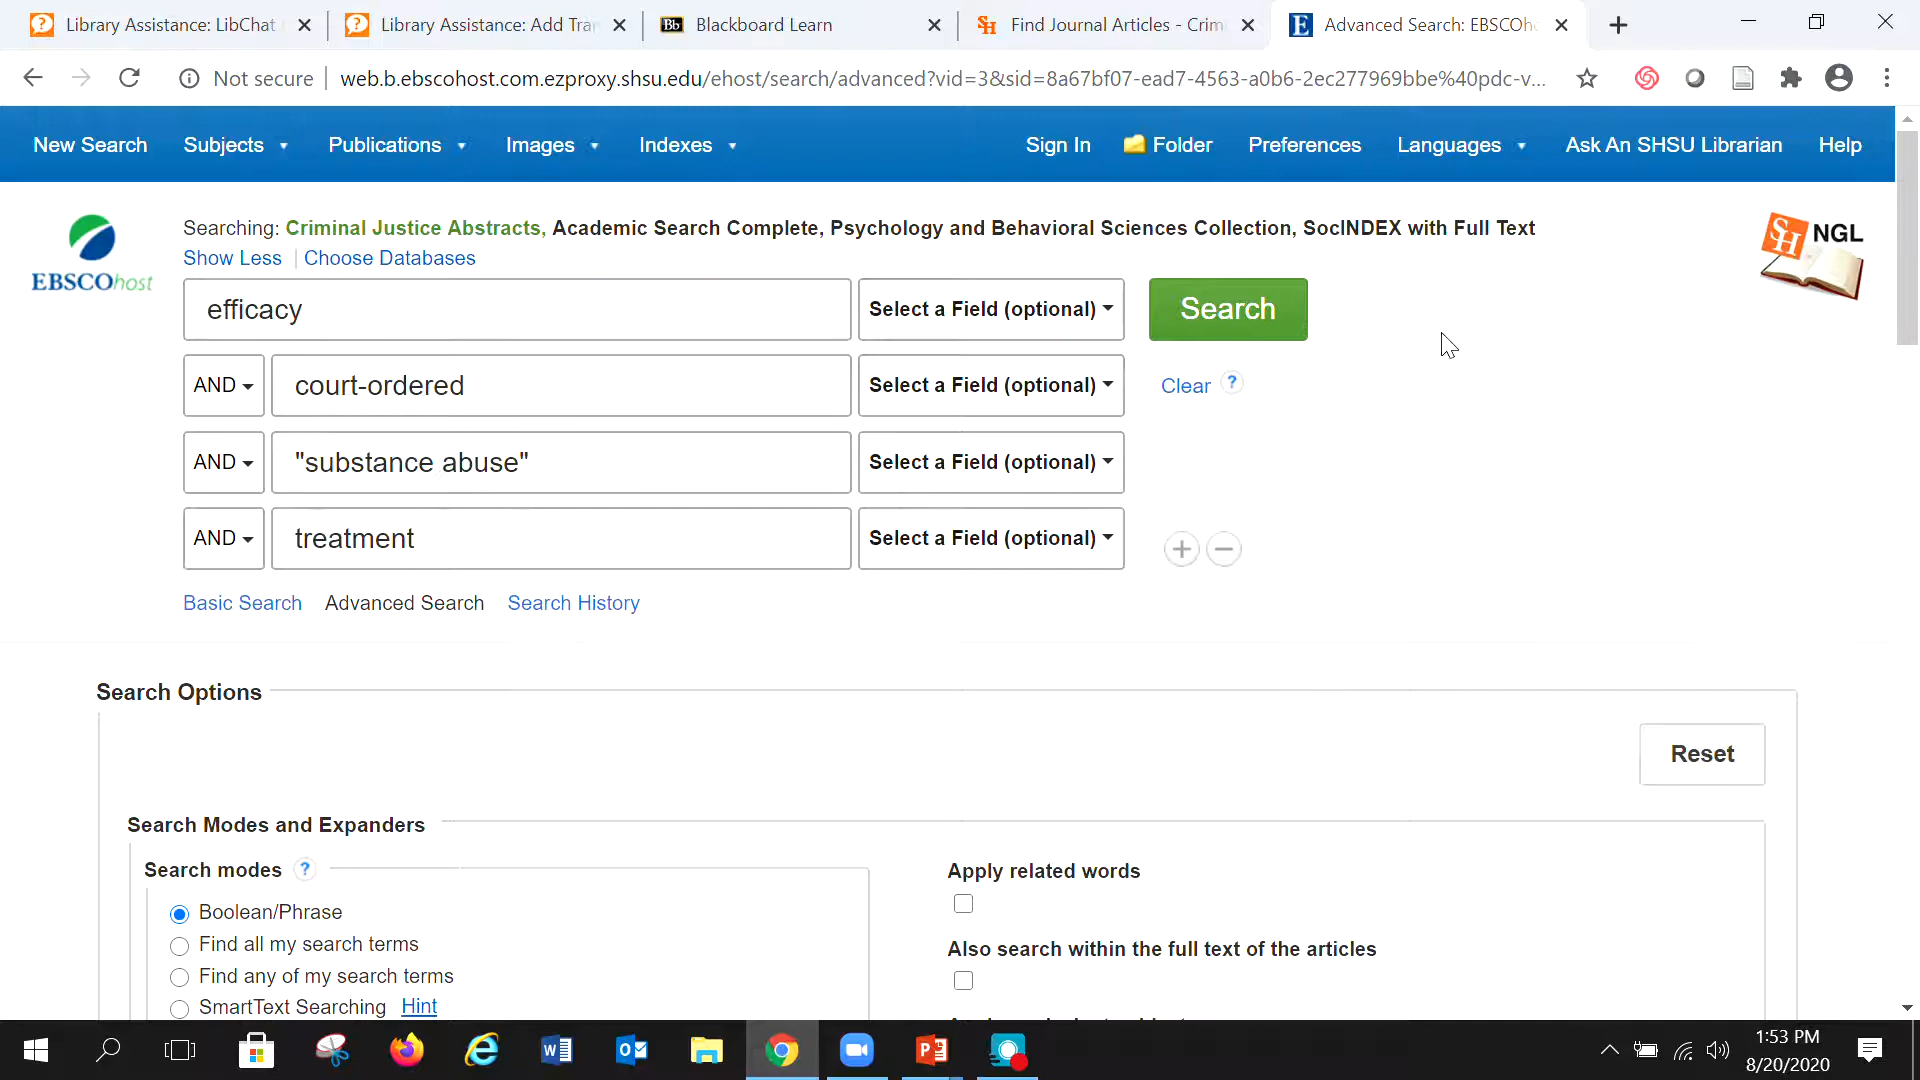 Library Assistance: LibChat
Library Assistance: Add Tra
Blackboard Learn
Find Journal Articles - Crim
Advanced Search: EBSCOh
Not secure
web.b.ebscohost.com.ezproxy.shsu.edu/ehost/search/advanced?vid=3&sid=8a67bf07-ead7-4563-a0b6-2ec277969bbe%40pdc-v...
New Search
Subjects
Publications
Images
Indexes
Sign In
Folder
Preferences
Languages
Ask An SHSU Librarian
Help
EBSCOhost
Searching: Criminal Justice Abstracts, Academic Search Complete, Psychology and Behavioral Sciences Collection, SocINDEX with Full Text
Show Less
Choose Databases
SH NGL
efficacy
Select a Field (optional)
Search
AND
court-ordered
Select a Field (optional)
Clear
?
AND
"substance abuse"
Select a Field (optional)
AND
treatment
Select a Field (optional)
Basic Search
Advanced Search
Search History
Search Options
Reset
Search Modes and Expanders
Search modes ?
Boolean/Phrase
Find all my search terms
Find any of my search terms
SmartText Searching Hint
Apply related words
Also search within the full text of the articles
1:53 PM
8/20/2020